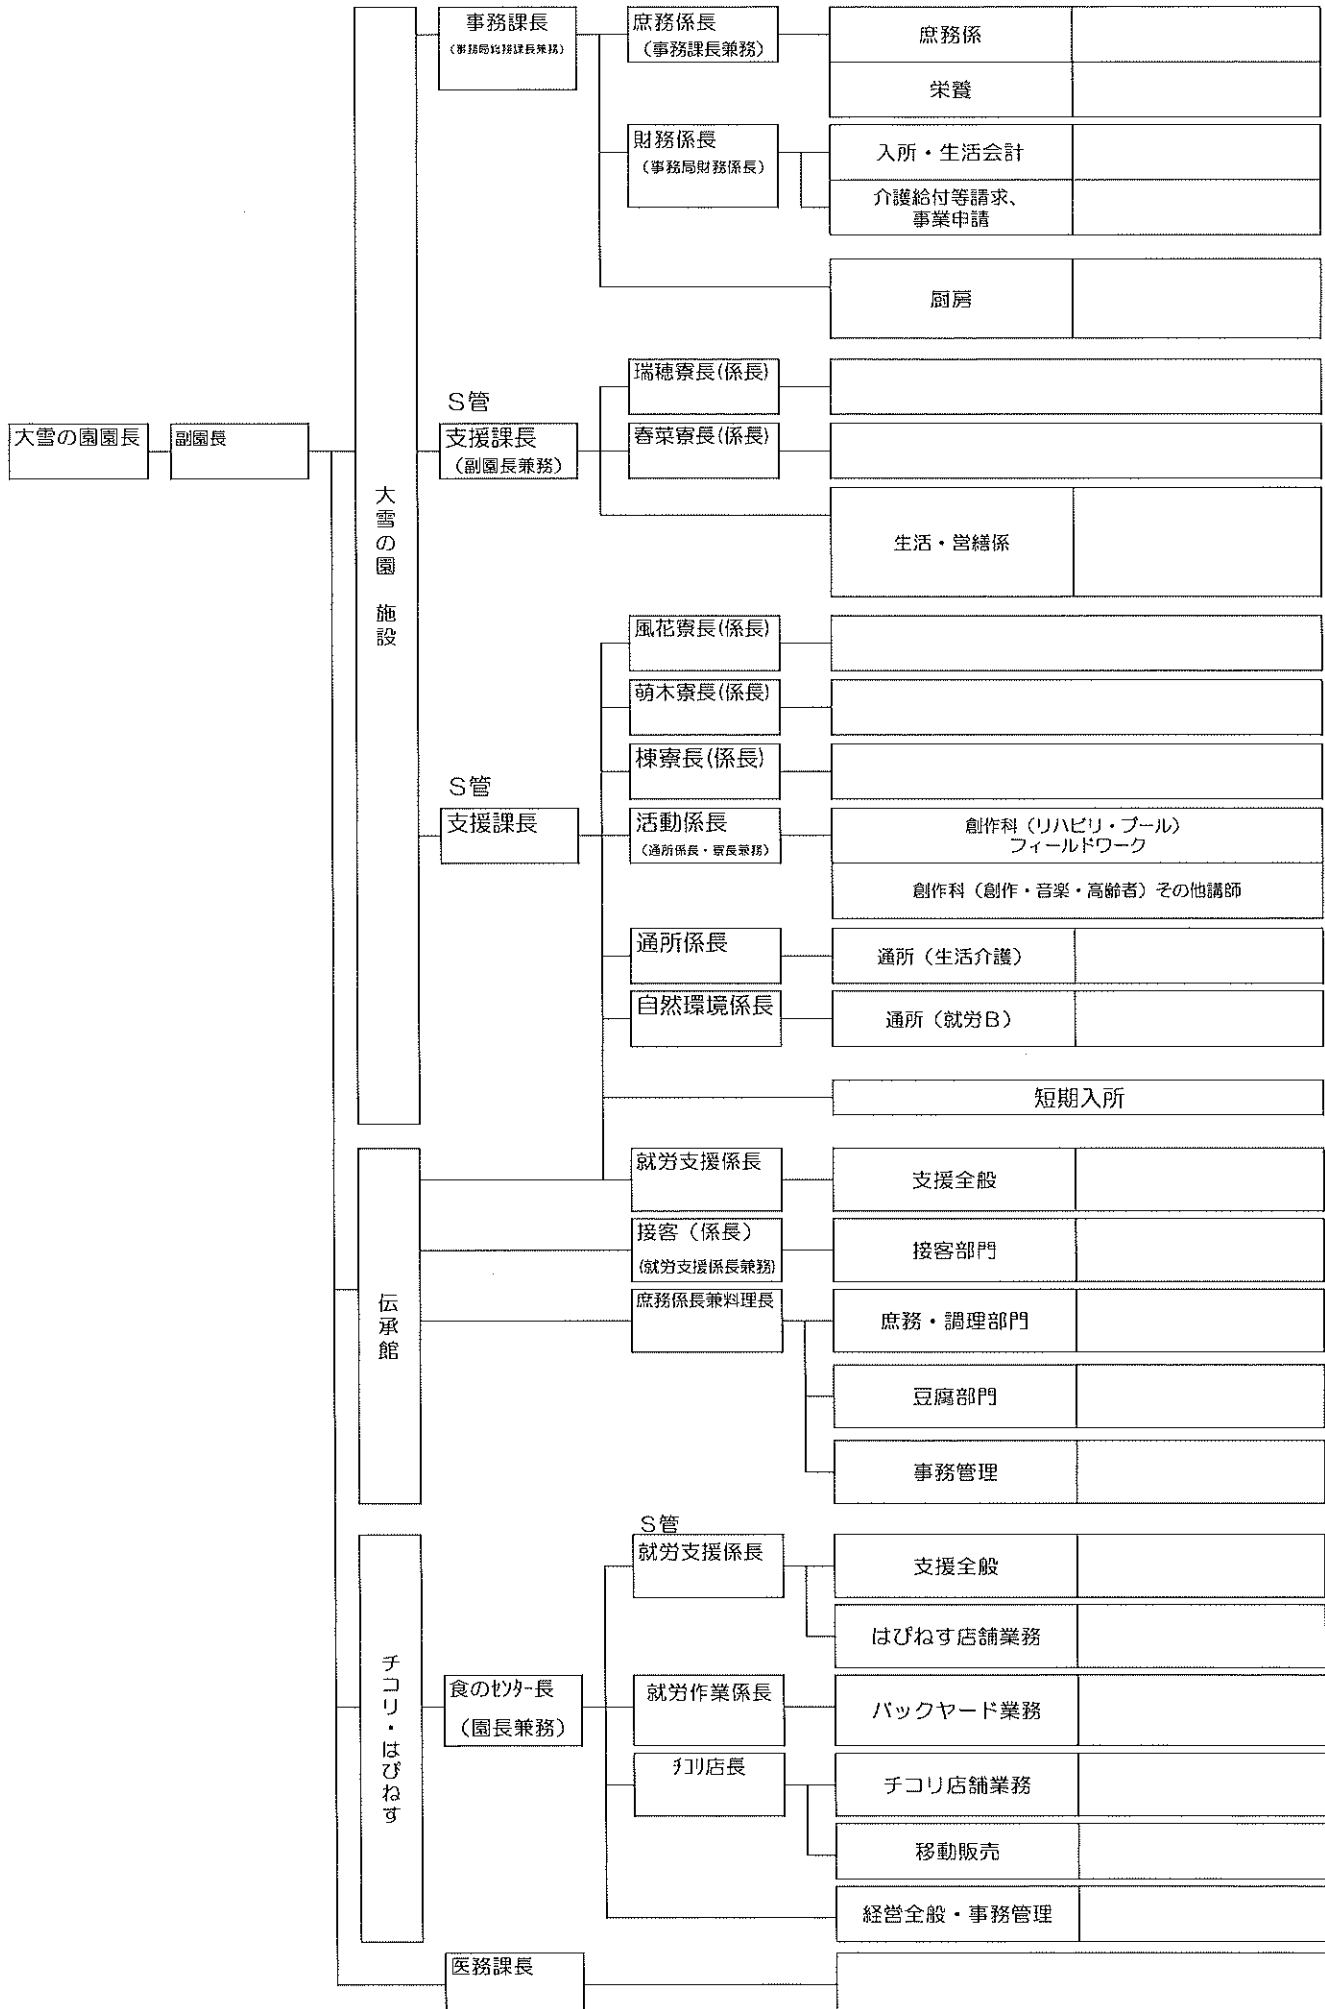 事務課長
(事務局総務課長兼務)
庶務係長
(事務課長兼務)
庶務係
栄養
財務係長
(事務局財務係長)
入所・生活会計
介護給付等請求、
事業申請
厨房
大雪の園園長
副園長
大雪の園 施設
S管
支援課長
(副園長兼務)
瑞穂寮長(係長)
春菜寮長(係長)
生活・営繕係
S管
支援課長
風花寮長(係長)
萌木寮長(係長)
棟寮長(係長)
活動係長
(通所係長・寮長兼務)
創作科(リハビリ・プール)
フィールドワーク
創作科(創作・音楽・高齢者)その他講師
通所係長
通所(生活介護)
自然環境係長
通所(就労B)
短期入所
伝承館
就労支援係長
支援全般
接客(係長)
(就労支援係長兼務)
接客部門
庶務係長兼料理長
庶務・調理部門
豆腐部門
事務管理
チコリ・はぴねす
食のセンター長
(園長兼務)
S管
就労支援係長
支援全般
はぴねす店舗業務
就労作業係長
バックヤード業務
チコリ店長
チコリ店舗業務
移動販売
経営全般・事務管理
医務課長